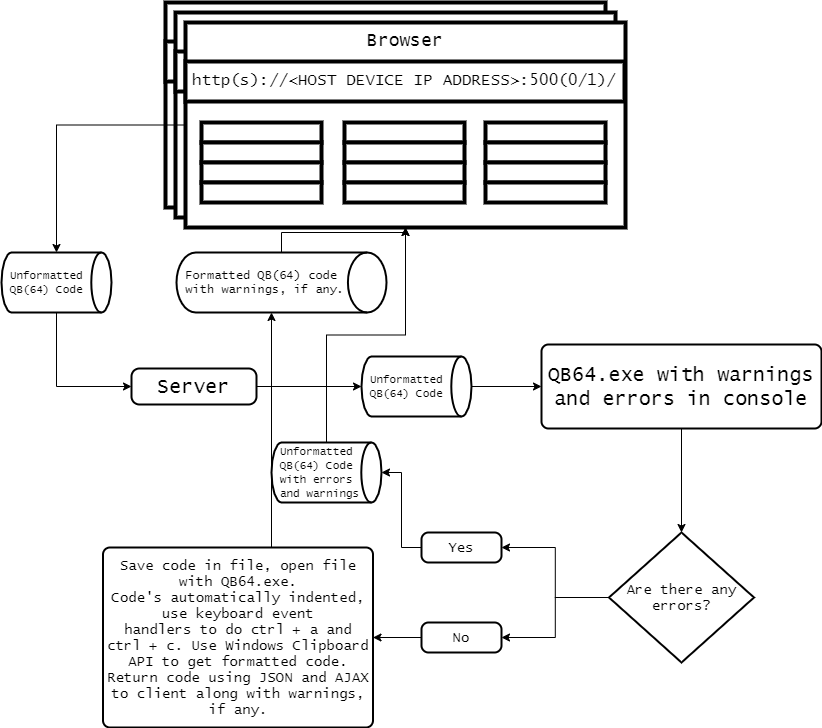 Browser
http(s)://<HOST DEVICE IP ADDRESS>:500(0/1)/
Unformatted
QB(64) Code
Formatted QB(64) code
with warnings, if any.
Server
Unformatted
QB(64) Code
QB64.exe with warnings
and errors in console
Unformatted
QB(64) Code
with errors
and warnings
Yes
Are there any
errors?
No
Save code in file, open file
with QB64.exe.
Code's automatically indented,
use keyboard event
handlers to do ctrl + a and
ctrl + c. Use Windows Clipboard
API to get formatted code.
Return code using JSON and AJAX
to client along with warnings,
if any.